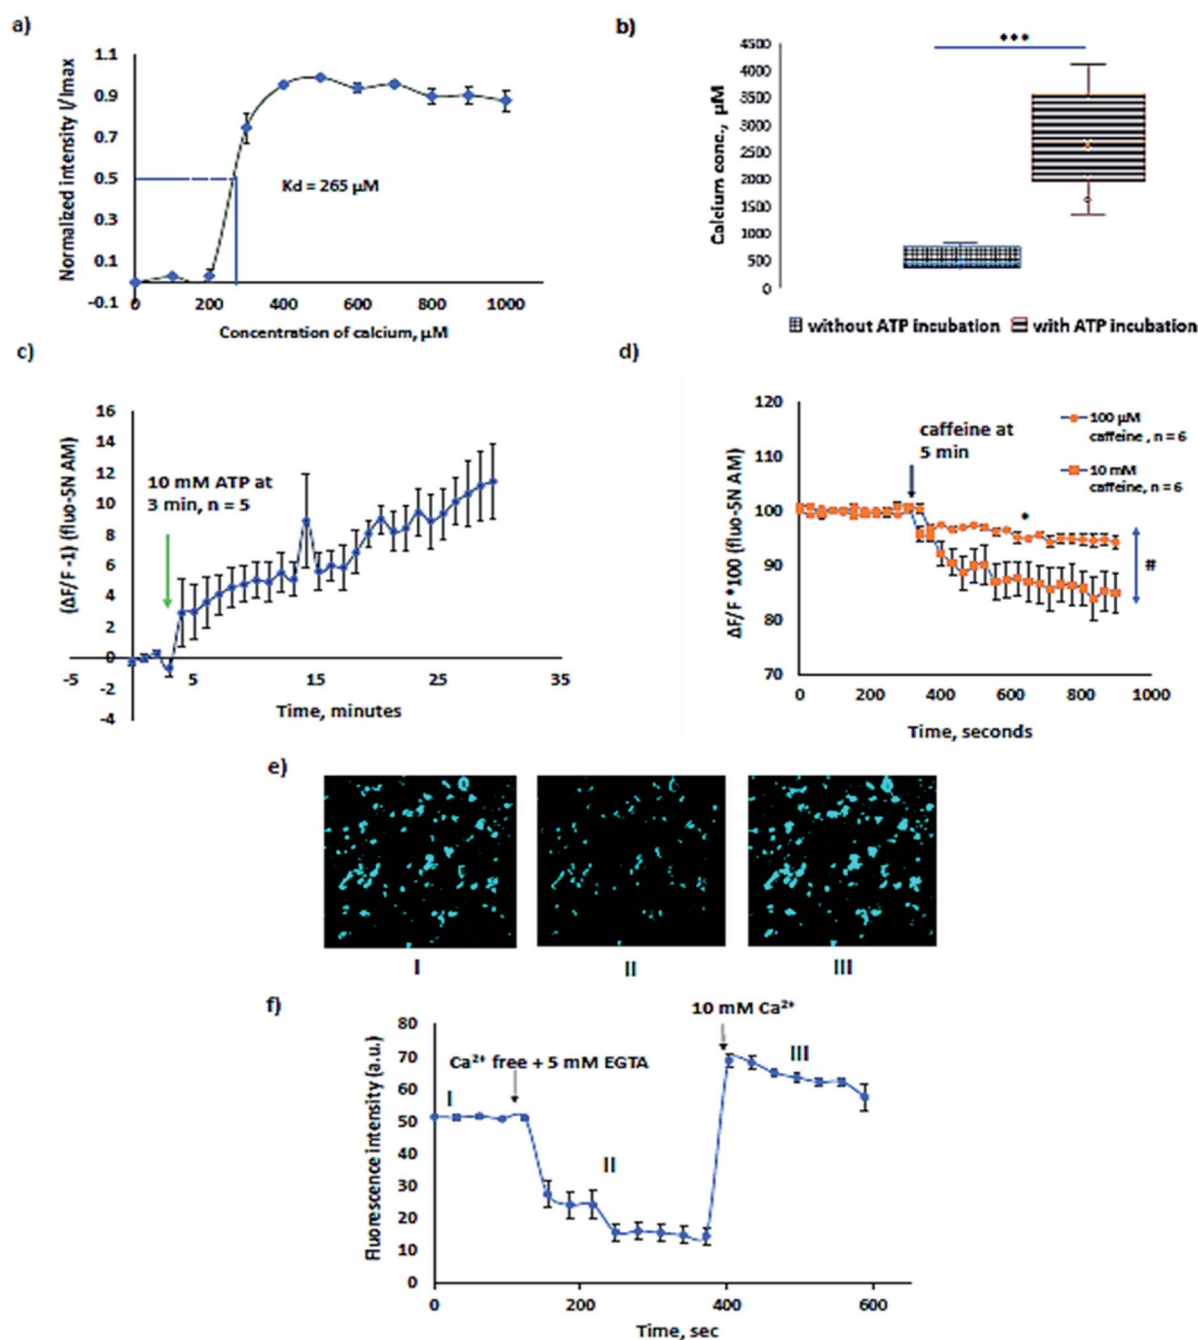 a)
Normalized intensity I/Imax
1.1
0.9
0.7
0.5
0.3
0.1
-0.1
Kd = 265 µM
0 200 400 600 800 1000
Concentration of calcium, µM
b)
Calcium conc., µM
4500
4000
3500
3000
2500
2000
1500
1000
500
0
***
without ATP incubation with ATP incubation
c)
(ΔF/F -1) (fluo-5N AM)
16
14
12
10
8
6
4
2
0
-2
-4
10 mM ATP at
3 min, n = 5
-5 5 15 25 35
Time, minutes
d)
ΔF/F *100 (fluo-5N AM)
120
110
100
90
80
70
caffeine at
5 min
100 µM
caffeine , n = 6
10 mM
caffeine, n = 6
*
#
0 200 400 600 800 1000
Time, seconds
e)
I II III
f)
Fluorescence intensity (a.u.)
80
70
60
50
40
30
20
10
0
10 mM Ca²⁺
Ca²⁺ free + 5 mM EGTA
I
II
III
0 200 400 600
Time, sec